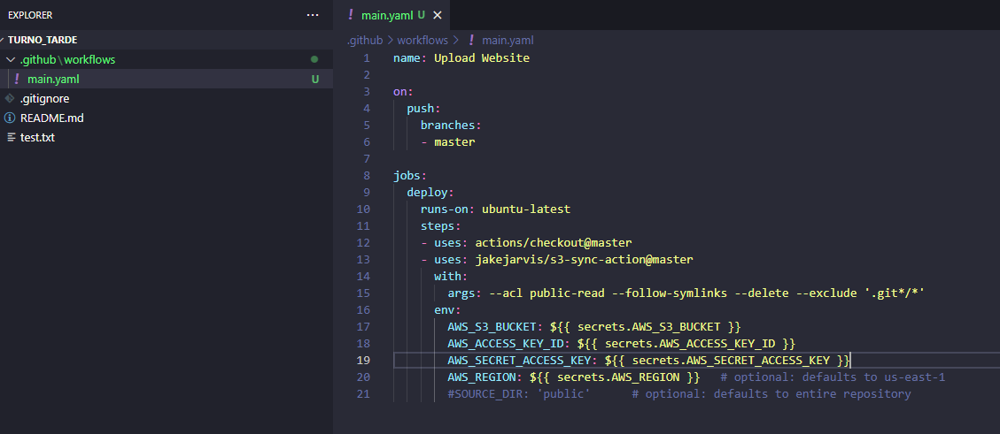 EXPLORER ...
TURNO_TARDE
.github\workflows
! main.yaml U
.gitignore
README.md
test.txt
! main.yaml U
.github > workflows > ! main.yaml
1 name: Upload Website
2
3 on:
4   push:
5     branches:
6     - master
7
8 jobs:
9   deploy:
10     runs-on: ubuntu-latest
11     steps:
12     - uses: actions/checkout@master
13     - uses: jakejarvis/s3-sync-action@master
14       with:
15         args: --acl public-read --follow-symlinks --delete --exclude '.git*/*'
16       env:
17         AWS_S3_BUCKET: ${{ secrets.AWS_S3_BUCKET }}
18         AWS_ACCESS_KEY_ID: ${{ secrets.AWS_ACCESS_KEY_ID }}
19         AWS_SECRET_ACCESS_KEY: ${{ secrets.AWS_SECRET_ACCESS_KEY }}
20         AWS_REGION: ${{ secrets.AWS_REGION }}   # optional: defaults to us-east-1
21         #SOURCE_DIR: 'public'      # optional: defaults to entire repository